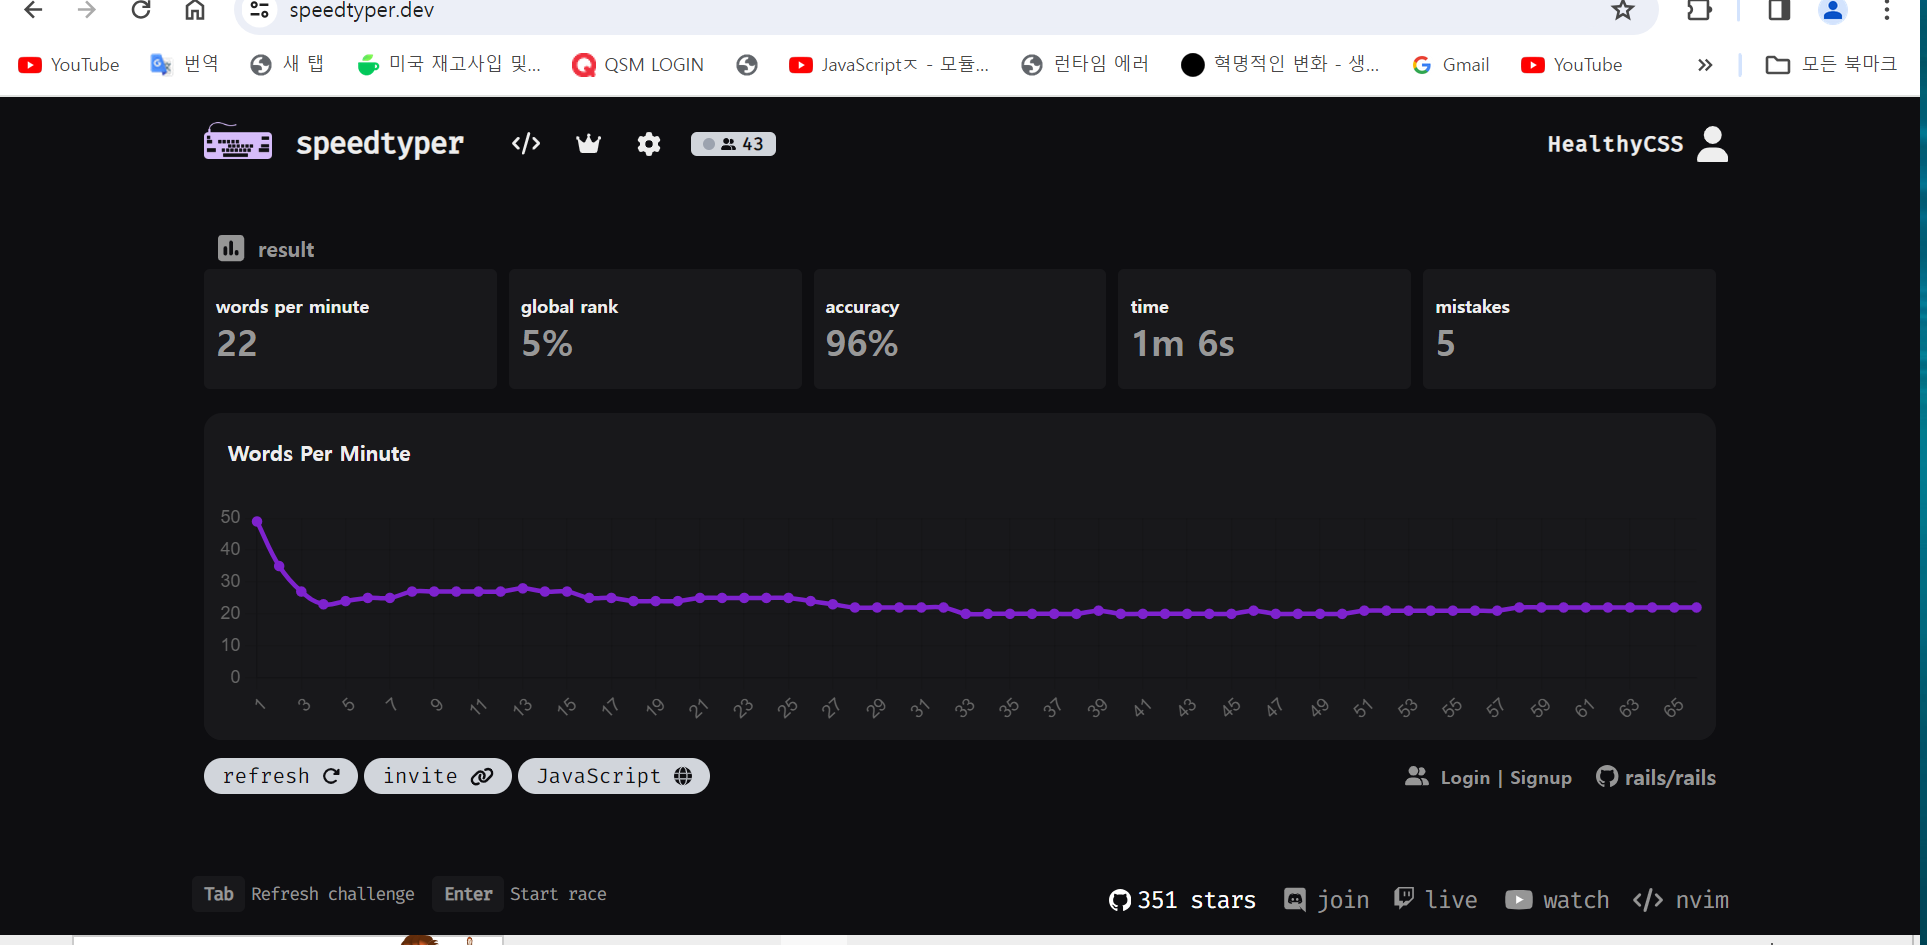 speedtyper.dev
YouTube 번역 새 탭 미국 재고사입 및... QSM LOGIN JavaScriptㅈ - 모듈... 런타임 에러 혁명적인 변화 - 생... Gmail YouTube » 모든 북마크
speedtyper 43 HealthyCSS
result
words per minute global rank accuracy time mistakes
22 5% 96% 1m 6s 5
Words Per Minute
50
40
30
20
10
0
1 3 5 7 9 11 13 15 17 19 21 23 25 27 29 31 33 35 37 39 41 43 45 47 49 51 53 55 57 59 61 63 65
refresh invite JavaScript Login | Signup rails/rails
Tab Refresh challenge Enter Start race 351 stars join live watch </> nvim